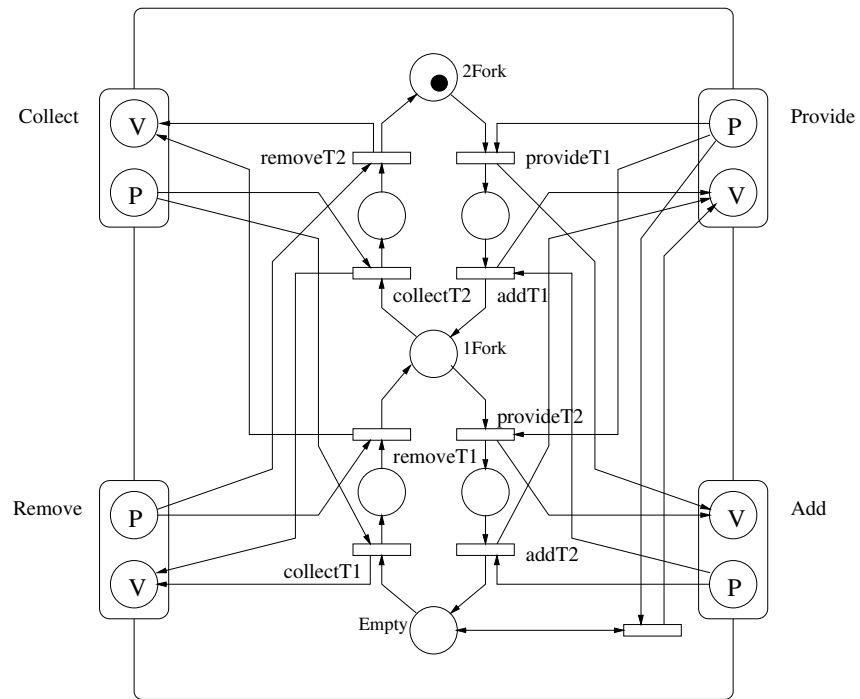 2Fork
Collect
V
P
Provide
P
V
removeT2
provideT1
collectT2
addT1
1Fork
provideT2
removeT1
Remove
P
V
Add
V
P
collectT1
addT2
Empty